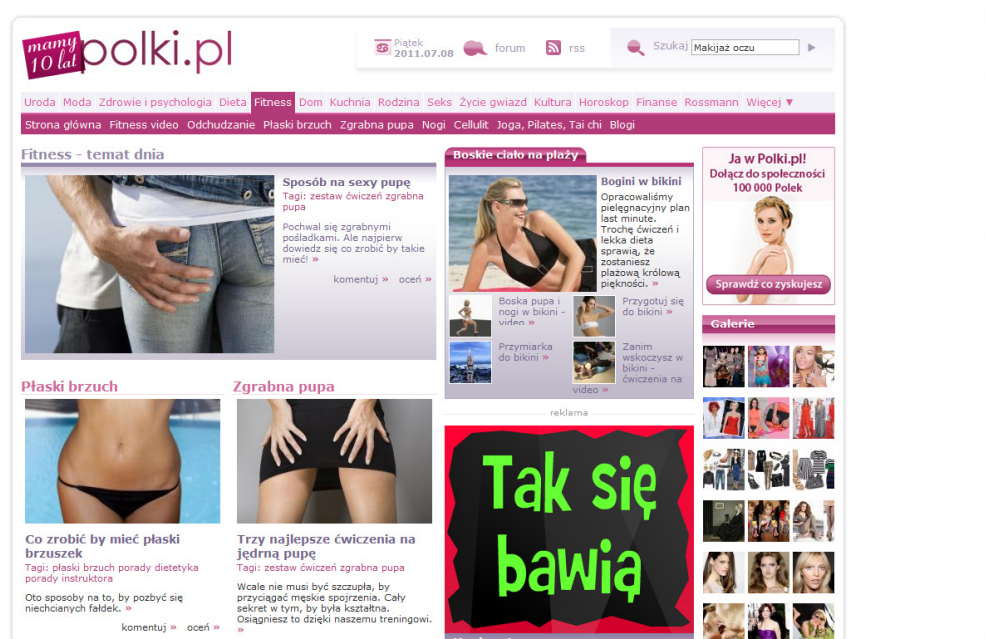 mamy
10 lat
polki.pl
Piątek
2011.07.08
forum
rss
Szukaj
Makijaż oczu
Uroda Moda Zdrowie i psychologia Dieta Fitness Dom Kuchnia Rodzina Seks Życie gwiazd Kultura Horoskop Finanse Rossmann Więcej ▼
Strona główna Fitness video Odchudzanie Płaski brzuch Zgrabna pupa Nogi Cellulit Joga, Pilates, Tai chi Blogi
Fitness - temat dnia
Sposób na sexy pupę
Tagi: zestaw ćwiczeń zgrabna
pupa
Pochwal się zgrabnymi
pośladkami. Ale najpierw
dowiedz się co zrobić by takie
mieć! »
komentuj » oceń »
Boskie ciało na plaży
Bogini w bikini
Opracowaliśmy
pielęgnacyjny plan
last minute.
Trochę ćwiczeń i
lekka dieta
sprawią, że
zostaniesz
plażową królową
piękności. »
Boska pupa i
nogi w bikini -
video »
Przygotuj się
do bikini »
Przymiarka
do bikini »
Zanim
wskoczysz w
bikini -
ćwiczenia na
video »
Ja w Polki.pl!
Dołącz do społeczności
100 000 Polek
Sprawdź co zyskujesz
Galerie
Płaski brzuch
Co zrobić by mieć płaski
brzuszek
Tagi: płaski brzuch porady dietetyka
porady instruktora
Oto sposoby na to, by pozbyć się
niechcianych fałdek. »
komentuj » oceń »
Zgrabna pupa
Trzy najlepsze ćwiczenia na
jędrną pupę
Tagi: zestaw ćwiczeń zgrabna pupa
Wcale nie musi być szczupła, by
przyciągać męskie spojrzenia. Cały
sekret w tym, by była kształtna.
Osiągniesz to dzięki naszemu treningowi.
»
reklama
Tak się
bawią